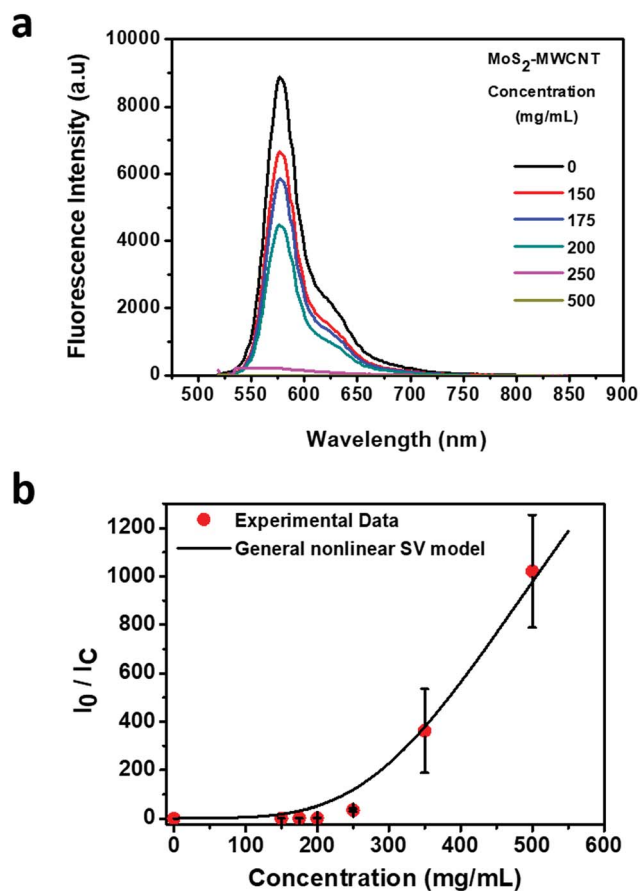 a
10000
8000
6000
4000
2000
0
Fluorescence Intensity (a.u)
MoS2-MWCNT
Concentration
(mg/mL)
0
150
175
200
250
500
500 550 600 650 700 750 800 850 900
Wavelength (nm)
b
1200
1000
800
600
400
200
0
I0 / IC
Experimental Data
General nonlinear SV model
0 100 200 300 400 500 600
Concentration (mg/mL)